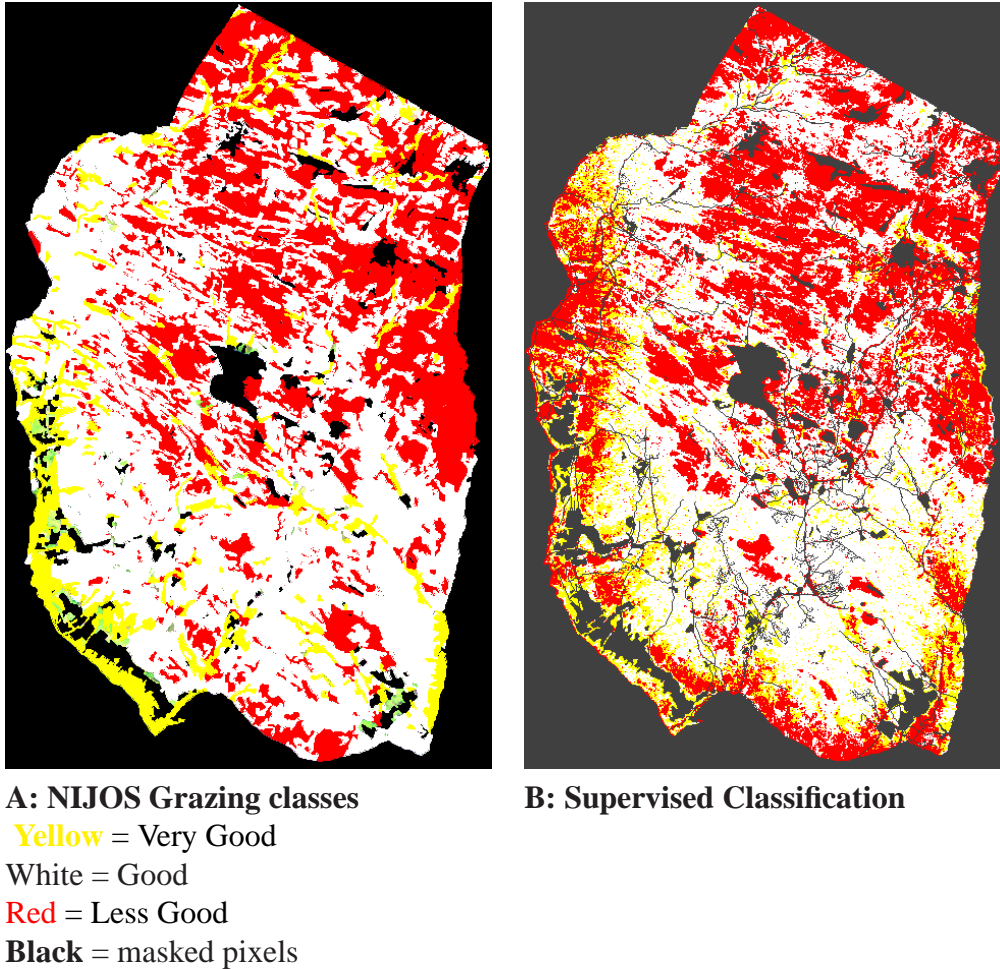 A: NIJOS Grazing classes
B: Supervised Classification
Yellow = Very Good
White = Good
Red = Less Good
Black = masked pixels